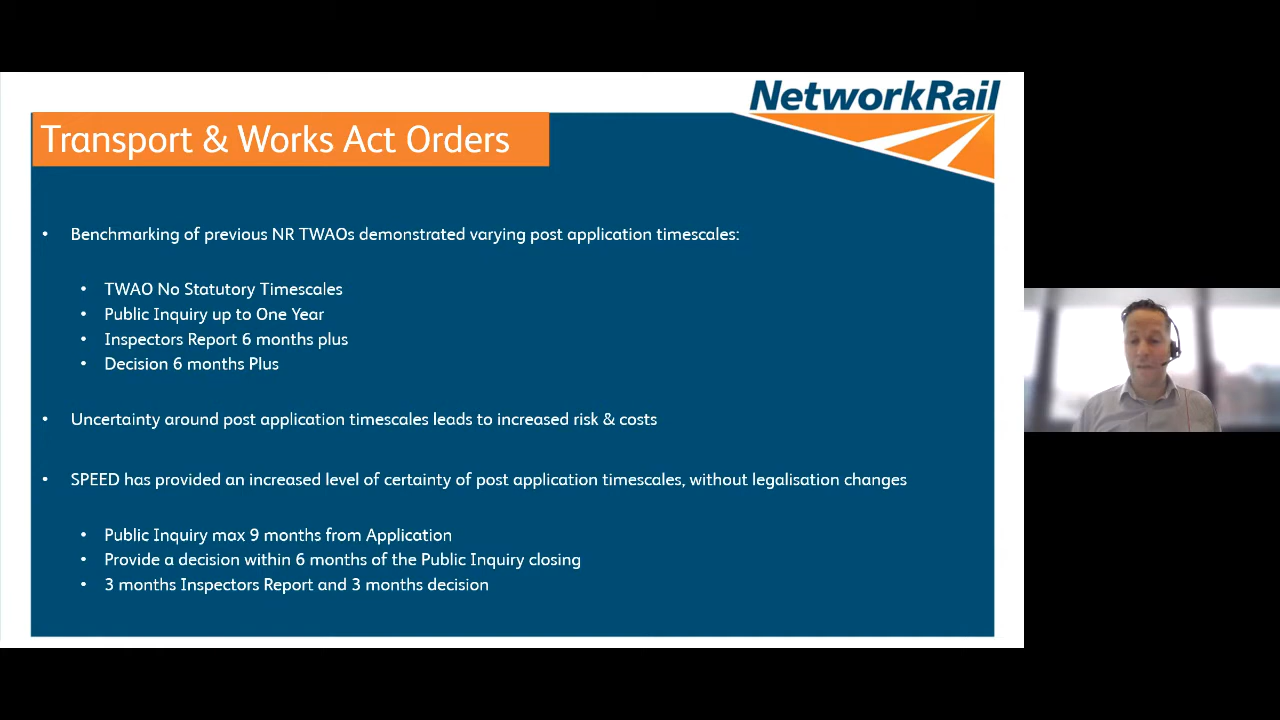 NetworkRail
Transport & Works Act Orders
• Benchmarking of previous NR TWAOs demonstrated varying post application timescales:
• TWAO No Statutory Timescales
• Public Inquiry up to One Year
• Inspectors Report 6 months plus
• Decision 6 months Plus
• Uncertainty around post application timescales leads to increased risk & costs
• SPEED has provided an increased level of certainty of post application timescales, without legalisation changes
• Public Inquiry max 9 months from Application
• Provide a decision within 6 months of the Public Inquiry closing
• 3 months Inspectors Report and 3 months decision